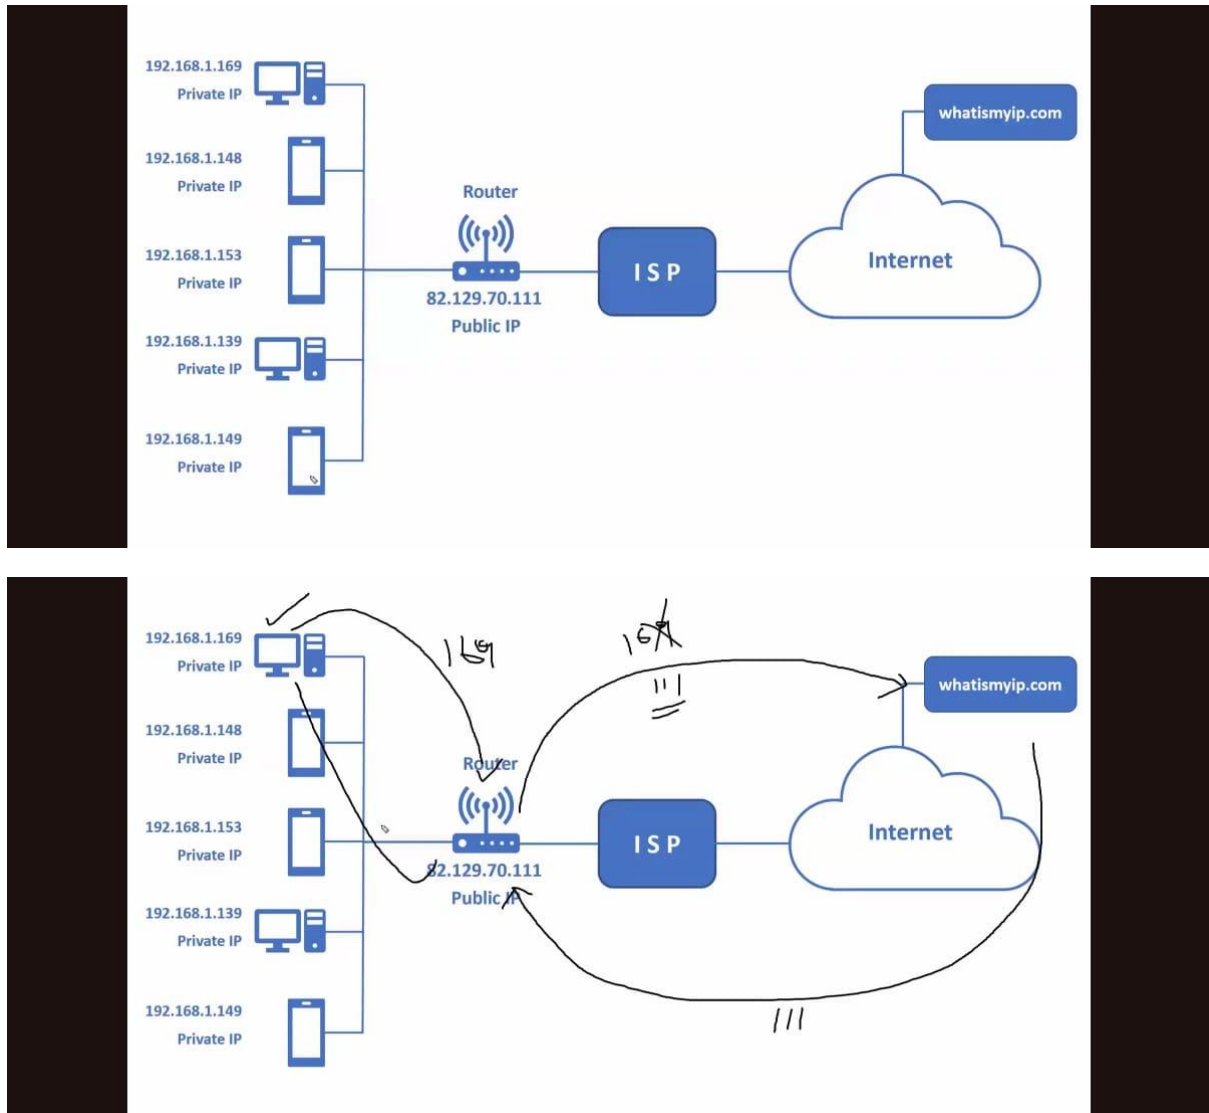 192.168.1.169
Private IP
whatismyip.com
192.168.1.148
Private IP
Router
192.168.1.153
Private IP
ISP
Internet
82.129.70.111
Public IP
192.168.1.139
Private IP
192.168.1.149
Private IP
192.168.1.169
Private IP
169
169
111
whatismyip.com
192.168.1.148
Private IP
Router
192.168.1.153
Private IP
ISP
Internet
82.129.70.111
Public IP
192.168.1.139
Private IP
192.168.1.149
Private IP
111